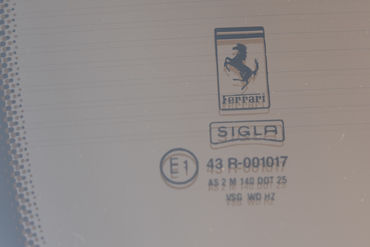 Ferrari
SIGLA
E1 43 R-001017
AS 2 M 140 DOT 25
VSG WD HZ